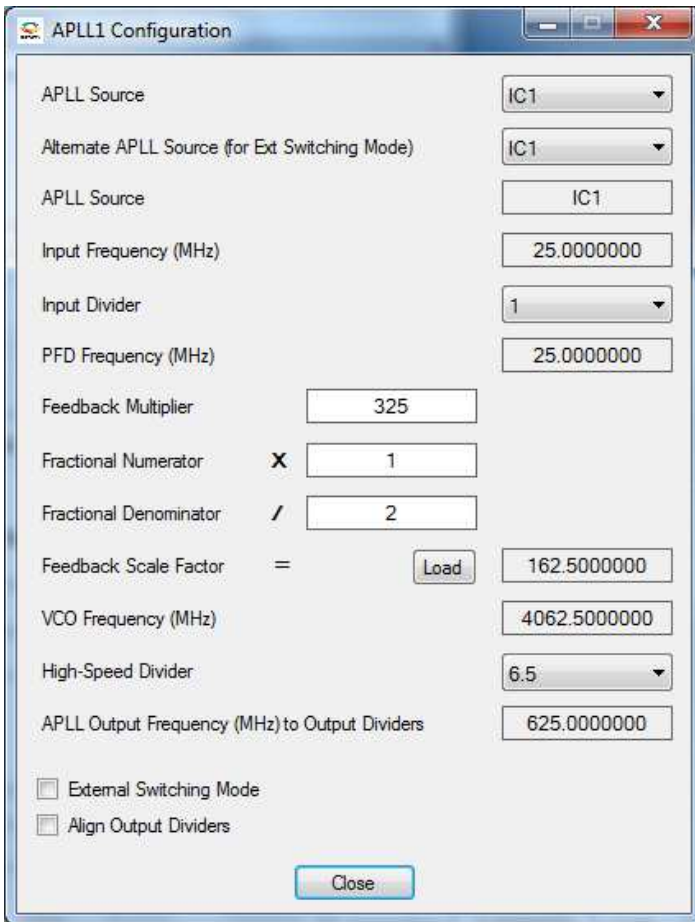 APLL1 Configuration
APLL Source IC1
Alternate APLL Source (for Ext Switching Mode) IC1
APLL Source IC1
Input Frequency (MHz) 25.0000000
Input Divider 1
PFD Frequency (MHz) 25.0000000
Feedback Multiplier 325
Fractional Numerator X 1
Fractional Denominator / 2
Feedback Scale Factor = Load 162.5000000
VCO Frequency (MHz) 4062.5000000
High-Speed Divider 6.5
APLL Output Frequency (MHz) to Output Dividers 625.0000000
External Switching Mode
Align Output Dividers
Close